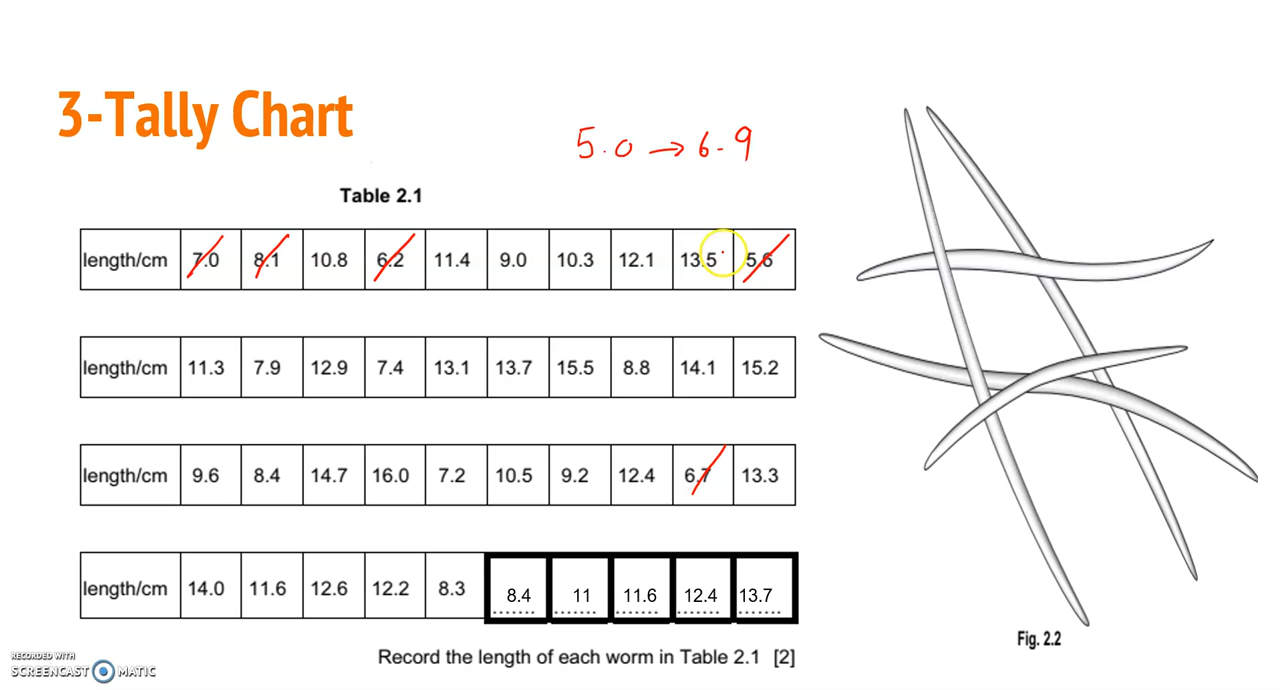 3-Tally Chart
5.0 → 6.9
Table 2.1
length/cm 7.0 8.1 10.8 6.2 11.4 9.0 10.3 12.1 13.5 5.6
length/cm 11.3 7.9 12.9 7.4 13.1 13.7 15.5 8.8 14.1 15.2
length/cm 9.6 8.4 14.7 16.0 7.2 10.5 9.2 12.4 6.7 13.3
length/cm 14.0 11.6 12.6 12.2 8.3 8.4 11 11.6 12.4 13.7
....... ....... ....... ....... .......
Record the length of each worm in Table 2.1 [2]
Fig. 2.2
RECORDED WITH
SCREENCAST MATIC